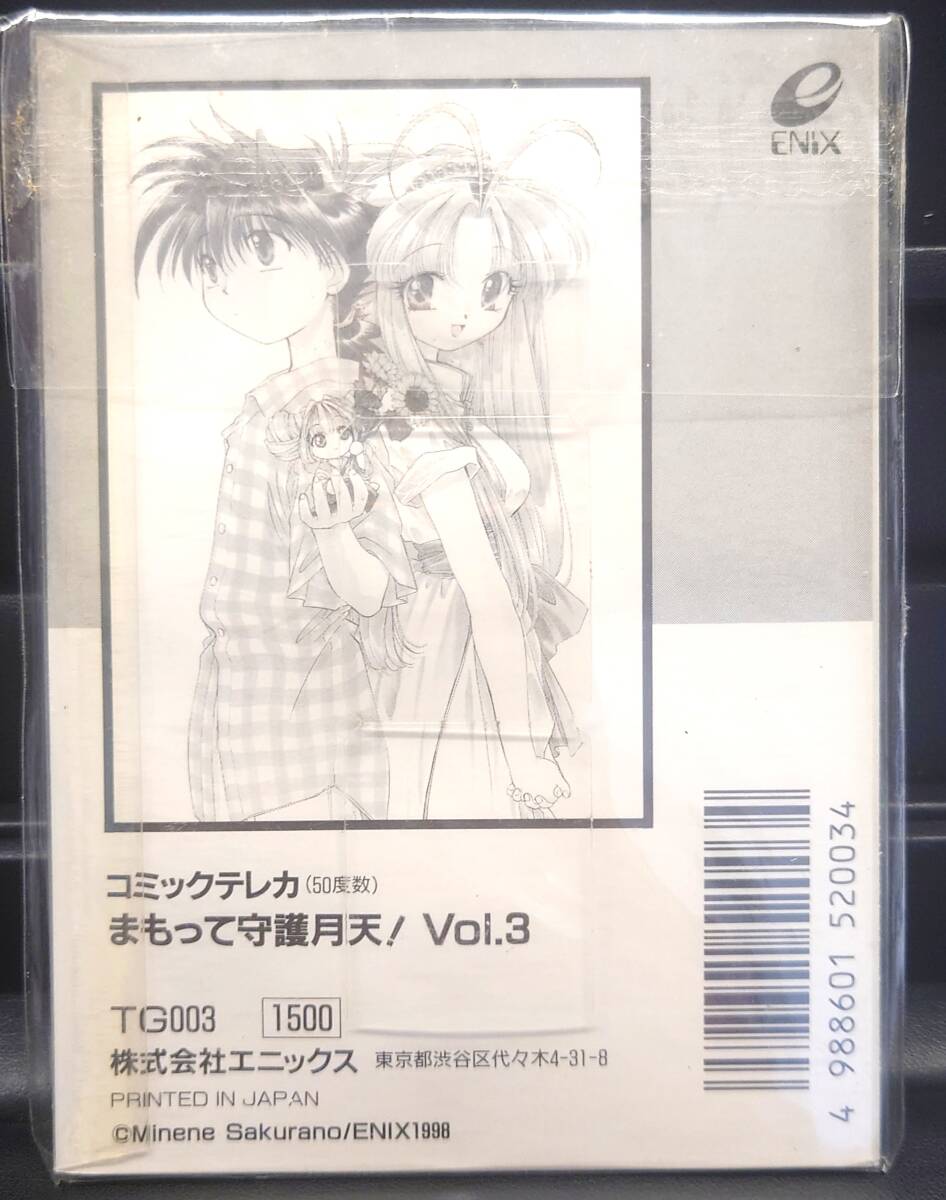 ENIX
コミックテレカ(50度数)
まもって守護月天! Vol.3
TG003 1500
株式会社エニックス 東京都渋谷区代々木4-31-8
PRINTED IN JAPAN
©Minene Sakurano/ENIX1998
4 988601 520034